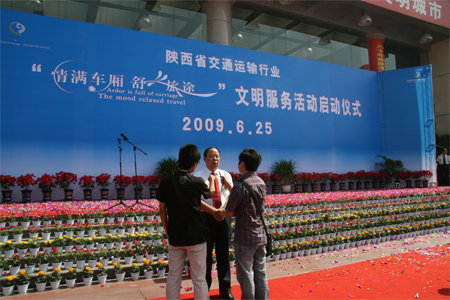 明城市
陕西省交通运输行业
“情满车厢 舒心旅途”文明服务活动启动仪式
Ardor is full of carriage
The mood relaxed travel
2009.6.25